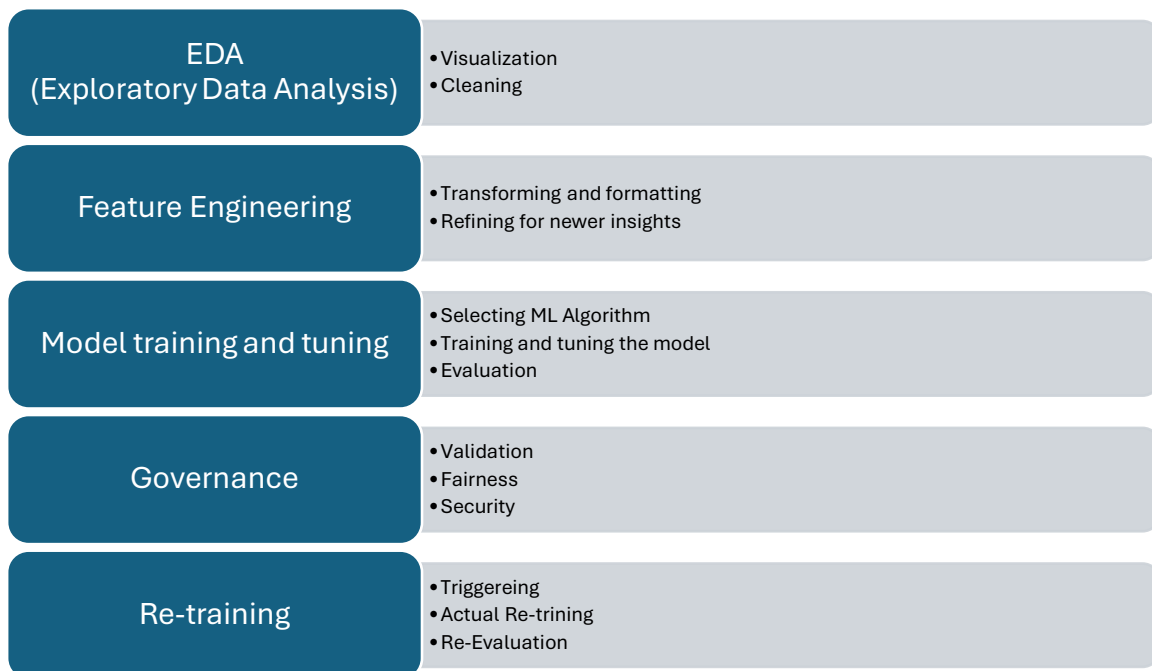 EDA
(Exploratory Data Analysis)
•Visualization
•Cleaning
Feature Engineering
•Transforming and formatting
•Refining for newer insights
Model training and tuning
•Selecting ML Algorithm
•Training and tuning the model
•Evaluation
Governance
•Validation
•Fairness
•Security
Re-training
•Triggereing
•Actual Re-trining
•Re-Evaluation